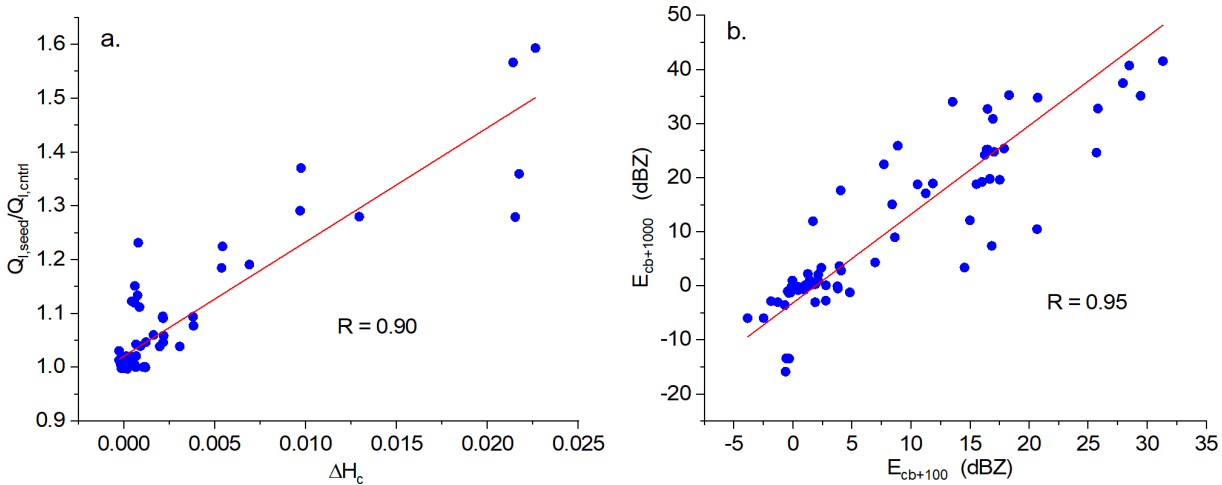 a.
1.6
1.5
1.4
1.3
1.2
1.1
1.0
0.9
Q_l,seed/Q_l,cntrl
R = 0.90
0.000 0.005 0.010 0.015 0.020 0.025
ΔH_c
b.
50
40
30
20
10
0
-10
-20
E_cb+1000 (dBZ)
R = 0.95
-5 0 5 10 15 20 25 30 35
E_cb+100 (dBZ)